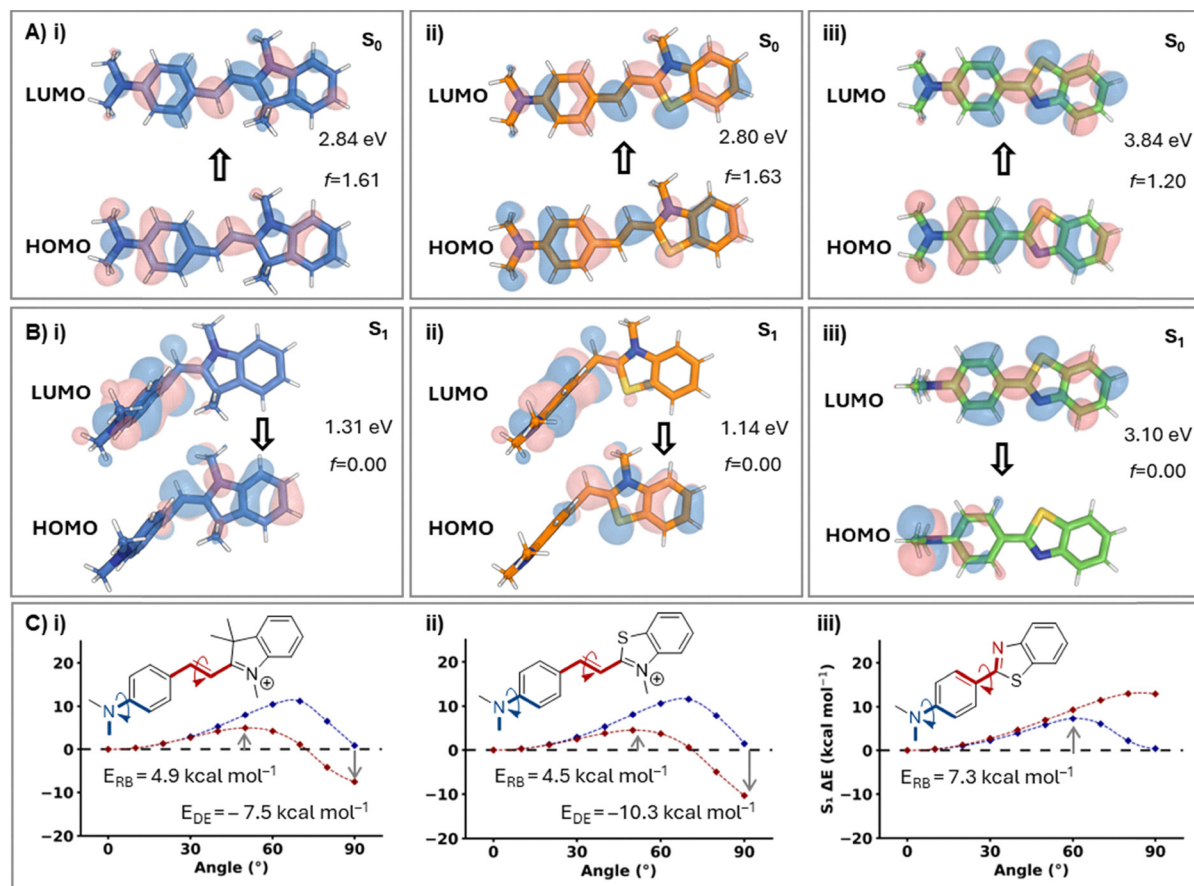 A) i)
S₀
LUMO
2.84 eV
f=1.61
HOMO
ii)
S₀
LUMO
2.80 eV
f=1.63
HOMO
iii)
S₀
LUMO
3.84 eV
f=1.20
HOMO
B) i)
S₁
LUMO
1.31 eV
f=0.00
HOMO
ii)
S₁
LUMO
1.14 eV
f=0.00
HOMO
iii)
S₁
LUMO
3.10 eV
f=0.00
HOMO
C) i)
N
N
⊕
20
10
0
−10
−20
E_RB = 4.9 kcal mol⁻¹
E_DE = − 7.5 kcal mol⁻¹
0 30 60 90
Angle (°)
ii)
S
N
N
⊕
20
10
0
−10
−20
E_RB = 4.5 kcal mol⁻¹
E_DE = −10.3 kcal mol⁻¹
0 30 60 90
Angle (°)
iii)
N
S
N
S₁ ΔE (kcal mol⁻¹)
20
10
0
−10
−20
E_RB = 7.3 kcal mol⁻¹
0 30 60 90
Angle (°)